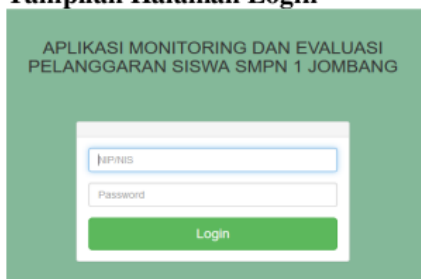 Tampilan Halaman Login
APLIKASI MONITORING DAN EVALUASI
PELANGGARAN SISWA SMPN 1 JOMBANG
NIP/NIS
Password
Login